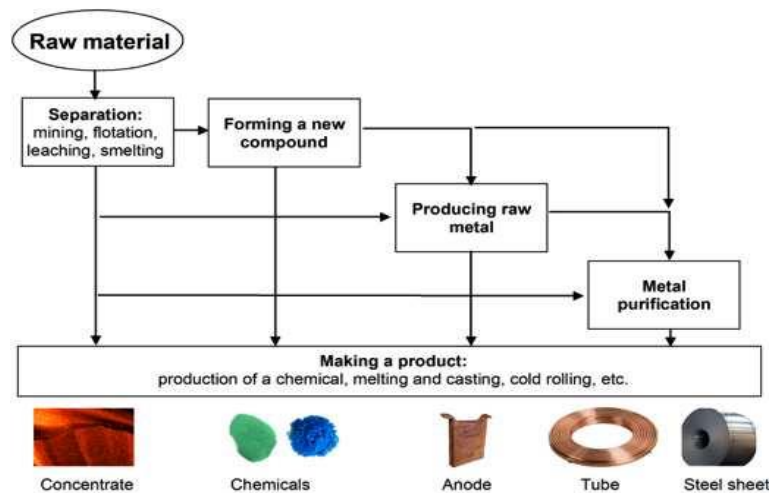 Raw material
Separation:
mining, flotation,
leaching, smelting
Forming a new
compound
Producing raw
metal
Metal
purification
Making a product:
production of a chemical, melting and casting, cold rolling, etc.
Concentrate
Chemicals
Anode
Tube
Steel sheet